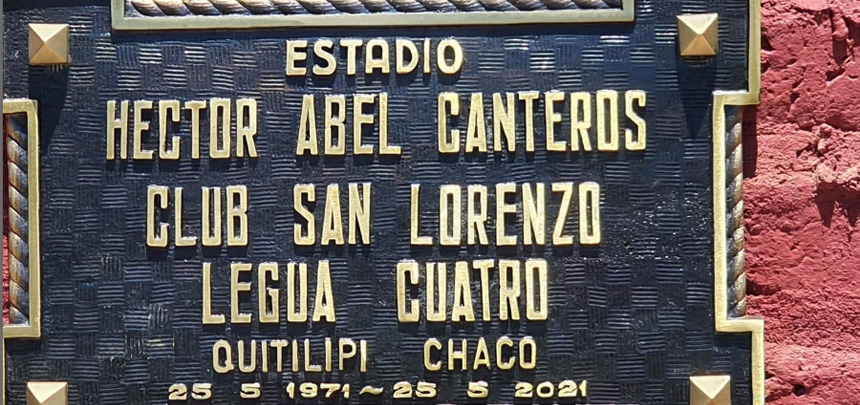 ESTADIO
HECTOR ABEL CANTEROS
CLUB SAN LORENZO
LEGUA CUATRO
QUITILIPI CHACO
25 5 1971 ~ 25 5 2021